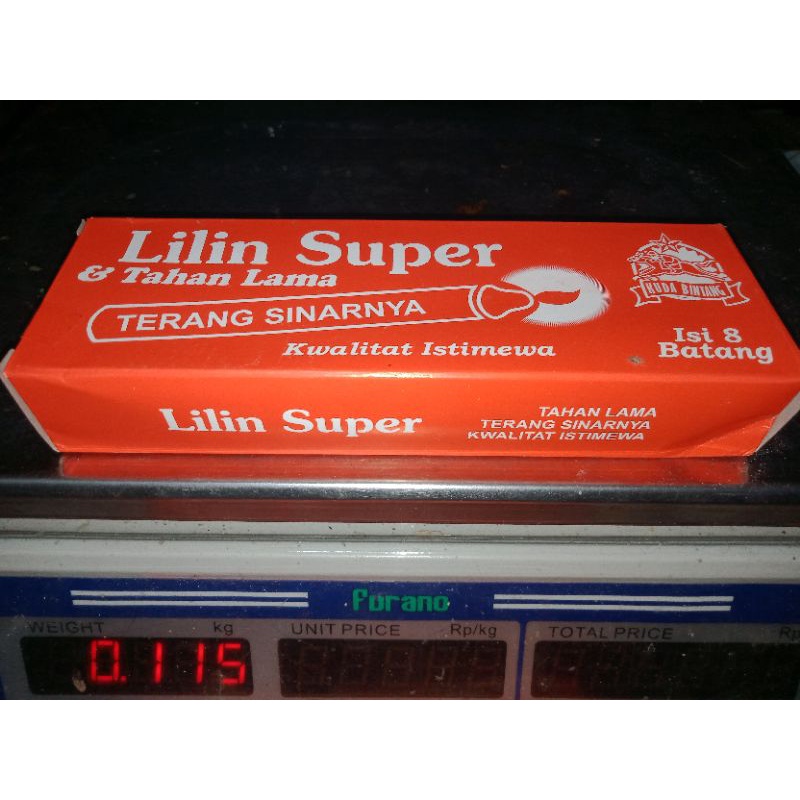 Lilin Super
& Tahan Lama
TERANG SINARNYA
Kwalitat Istimewa
KUDA BINTANG
Isi 8
Batang
Lilin Super
TAHAN LAMA
TERANG SINARNYA
KWALITAT ISTIMEWA
Furano
WEIGHT kg
UNIT PRICE Rp/kg
TOTAL PRICE Rp
0.115